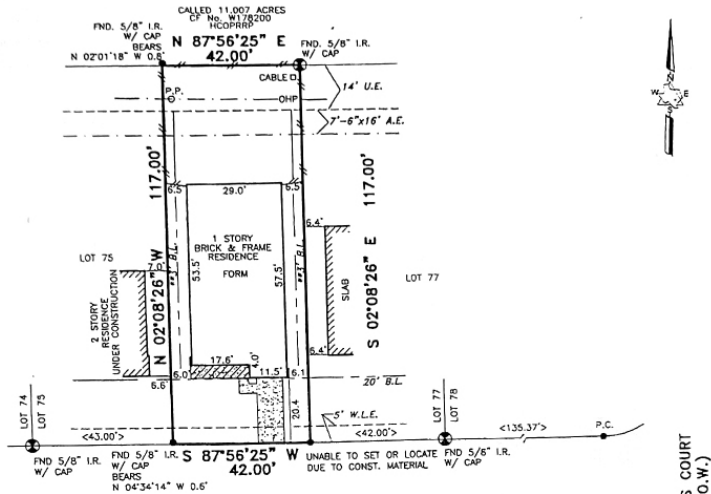 CALLED 11.007 ACRES
CF No. W178200
HCOPRRP
FND. 5/8" I.R.
W/ CAP
BEARS
N 02°01'18" W 0.6'
N 87°56'25" E
42.00'
FND. 5/8" I.R.
W/ CAP
CABLE
P.P.
OHP
14' U.E.
7'-6"x16' A.E.
N
W E
S
117.00'
N 02°08'26" W
117.00'
S 02°08'26" E
6.5
29.0'
6.5
6.4'
1 STORY
BRICK & FRAME
RESIDENCE
FORM
LOT 75
LOT 77
7.0'
**3' B.L.
**3' B.L.
53.5'
57.5'
SLAB
2 STORY
RESIDENCE
UNDER CONSTRUCTION
6.4'
17.6'
4.0'
6.6'
6.0
11.5'
6.1
20' B.L.
20.4
LOT 74
LOT 75
5' W.L.E.
LOT 77
LOT 78
<43.00'>
<42.00'>
<135.37'>
P.C.
FND 5/8" I.R.
W/ CAP
FND 5/8" I.R.
W/ CAP
BEARS
N 04°34'14" W 0.6'
S 87°56'25" W
42.00'
UNABLE TO SET OR LOCATE
DUE TO CONST. MATERIAL
FND 5/8" I.R.
W/ CAP
S COURT
O.W.)